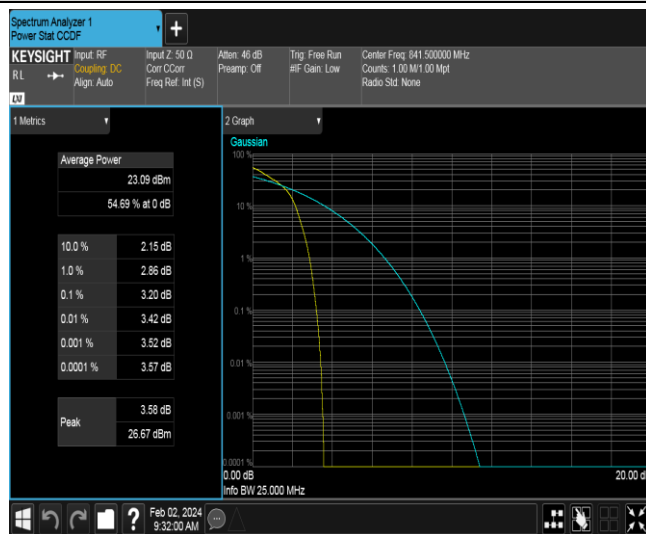 Spectrum Analyzer 1
Power Stat CCDF
+
KEYSIGHT
RL
Input: RF
Coupling: DC
Align: Auto
Input Z: 50 Ω
Corr CCorr
Freq Ref: Int (S)
Atten: 46 dB
Preamp: Off
Trig: Free Run
#IF Gain: Low
Center Freq: 841.500000 MHz
Counts: 1.00 M/1.00 Mpt
Radio Std: None
LXI
1 Metrics
Average Power
23.09 dBm
54.69 % at 0 dB
10.0 % 2.15 dB
1.0 % 2.86 dB
0.1 % 3.20 dB
0.01 % 3.42 dB
0.001 % 3.52 dB
0.0001 % 3.57 dB
Peak
3.58 dB
26.67 dBm
2 Graph
Gaussian
100 %
10 %
1 %
0.1 %
0.01 %
0.001 %
0.0001 %
0.00 dB
20.00 d
Info BW 25.000 MHz
?
Feb 02, 2024
9:32:00 AM